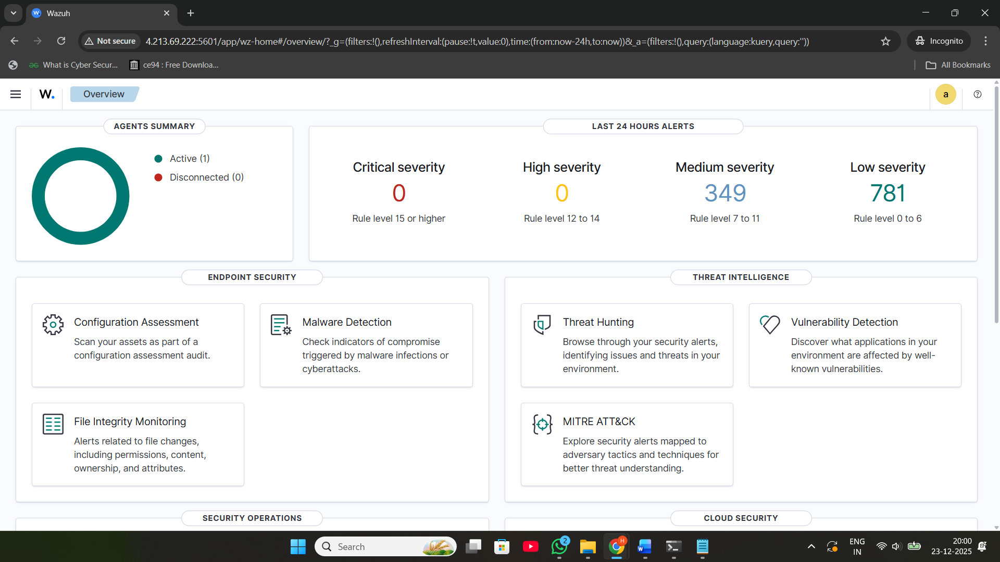 Wazuh
Not secure
4.213.69.222:5601/app/wz-home#/overview/?_g=(filters:!(),refreshInterval:(pause:!t,value:0),time:(from:now-24h,to:now))&_a=(filters:!(),query:(language:kuery,query:''))
Incognito
What is Cyber Secur...
ce94 : Free Downloa...
All Bookmarks
W.
Overview
a
AGENTS SUMMARY
Active (1)
Disconnected (0)
LAST 24 HOURS ALERTS
Critical severity
0
Rule level 15 or higher
High severity
0
Rule level 12 to 14
Medium severity
349
Rule level 7 to 11
Low severity
781
Rule level 0 to 6
ENDPOINT SECURITY
Configuration Assessment
Scan your assets as part of a
configuration assessment audit.
Malware Detection
Check indicators of compromise
triggered by malware infections or
cyberattacks.
File Integrity Monitoring
Alerts related to file changes,
including permissions, content,
ownership, and attributes.
THREAT INTELLIGENCE
Threat Hunting
Browse through your security alerts,
identifying issues and threats in your
environment.
Vulnerability Detection
Discover what applications in your
environment are affected by well-
known vulnerabilities.
MITRE ATT&CK
Explore security alerts mapped to
adversary tactics and techniques for
better threat understanding.
SECURITY OPERATIONS
CLOUD SECURITY
Search
2
H
ENG
IN
20:00
23-12-2025